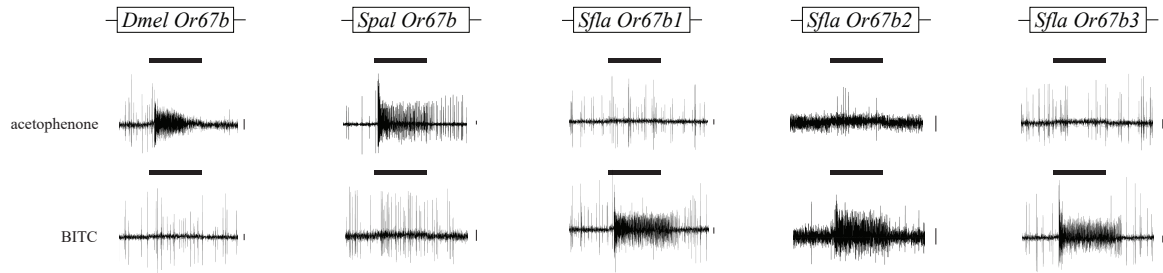 Dmel Or67b Spal Or67b Sfla Or67b1 Sfla Or67b2 Sfla Or67b3
acetophenone
BITC